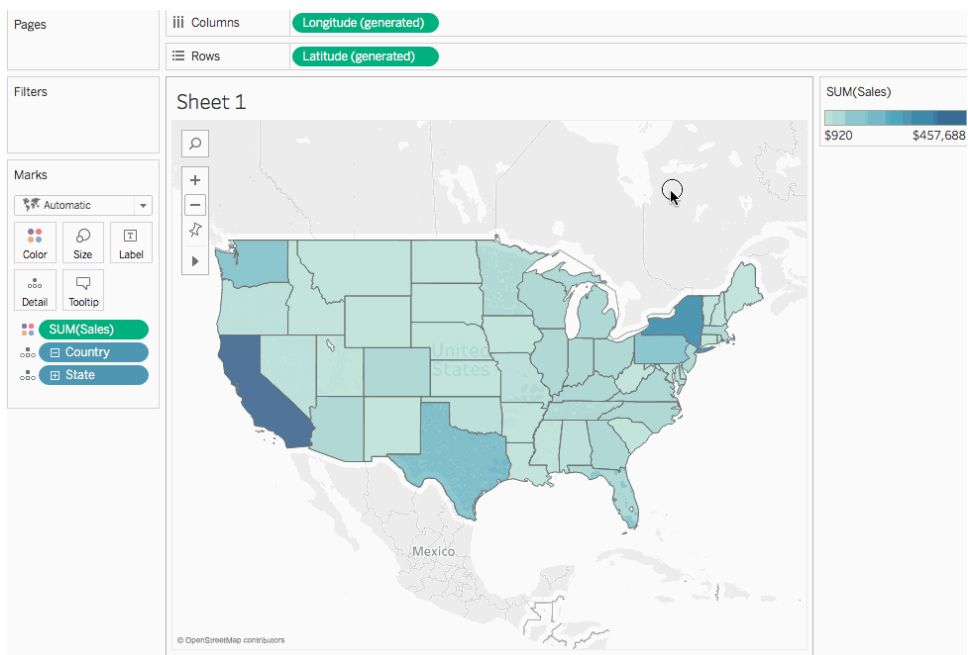 Pages
Columns
Longitude (generated)
Rows
Latitude (generated)
Filters
Sheet 1
SUM(Sales)
$920
$457,688
Marks
Automatic
Color
Size
Label
Detail
Tooltip
SUM(Sales)
Country
State
United
States
Mexico
© OpenStreetMap contributors